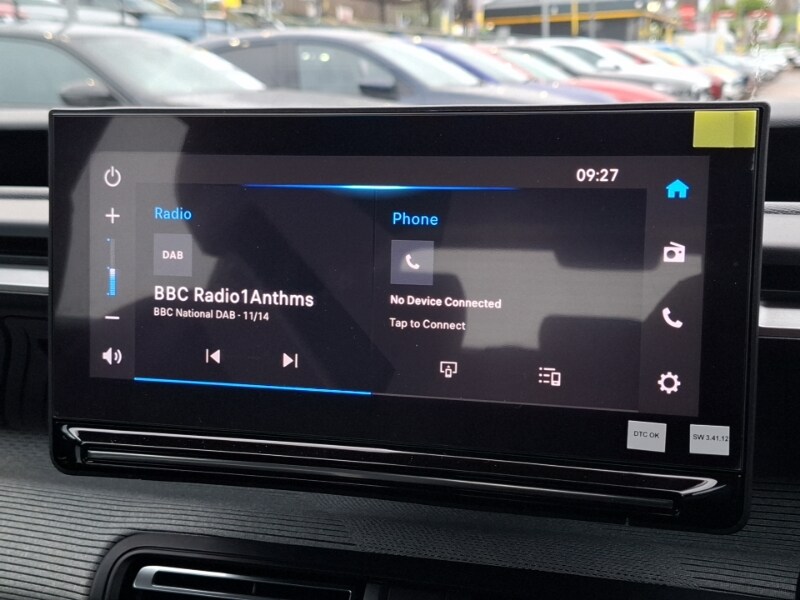 09:27
Radio
DAB
BBC Radio1Anthms
BBC National DAB - 11/14
Phone
No Device Connected
Tap to Connect
DTC OK
SW 3.41.12